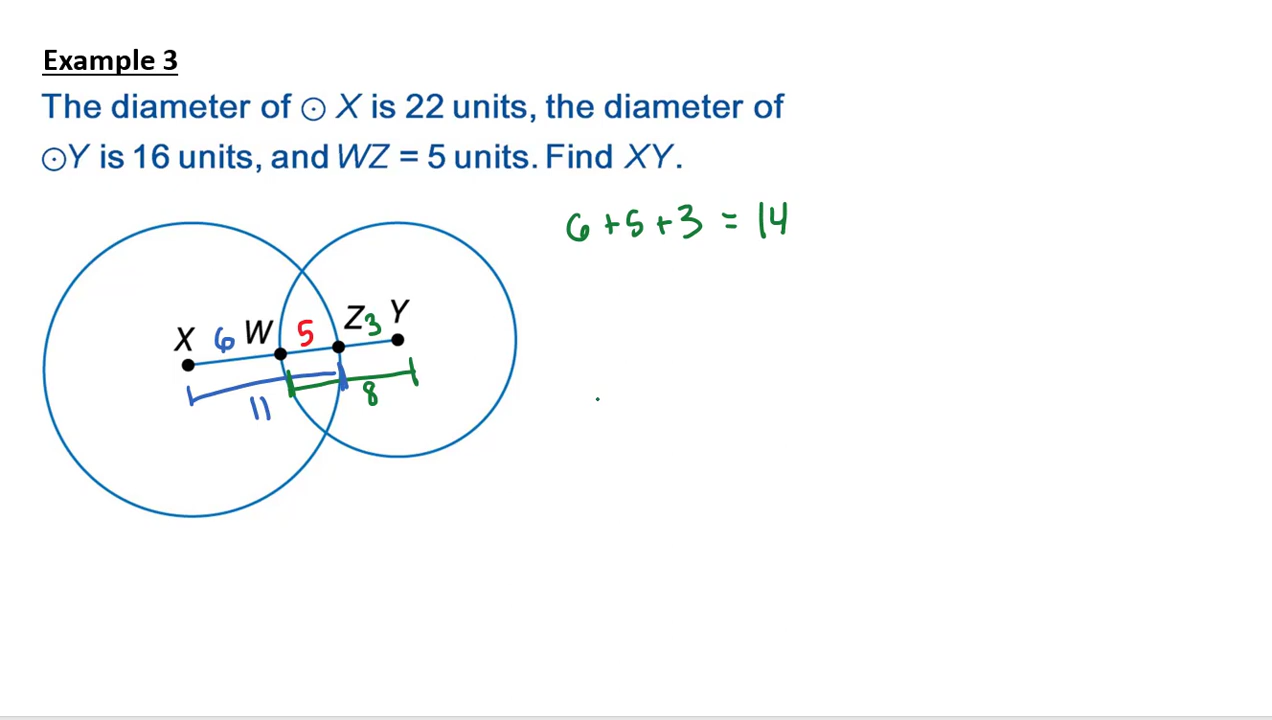 Example 3
The diameter of ⊙ X is 22 units, the diameter of
⊙Y is 16 units, and WZ = 5 units. Find XY.
6 + 5 + 3 = 14
X 6 W 5 Z 3 Y
11 8